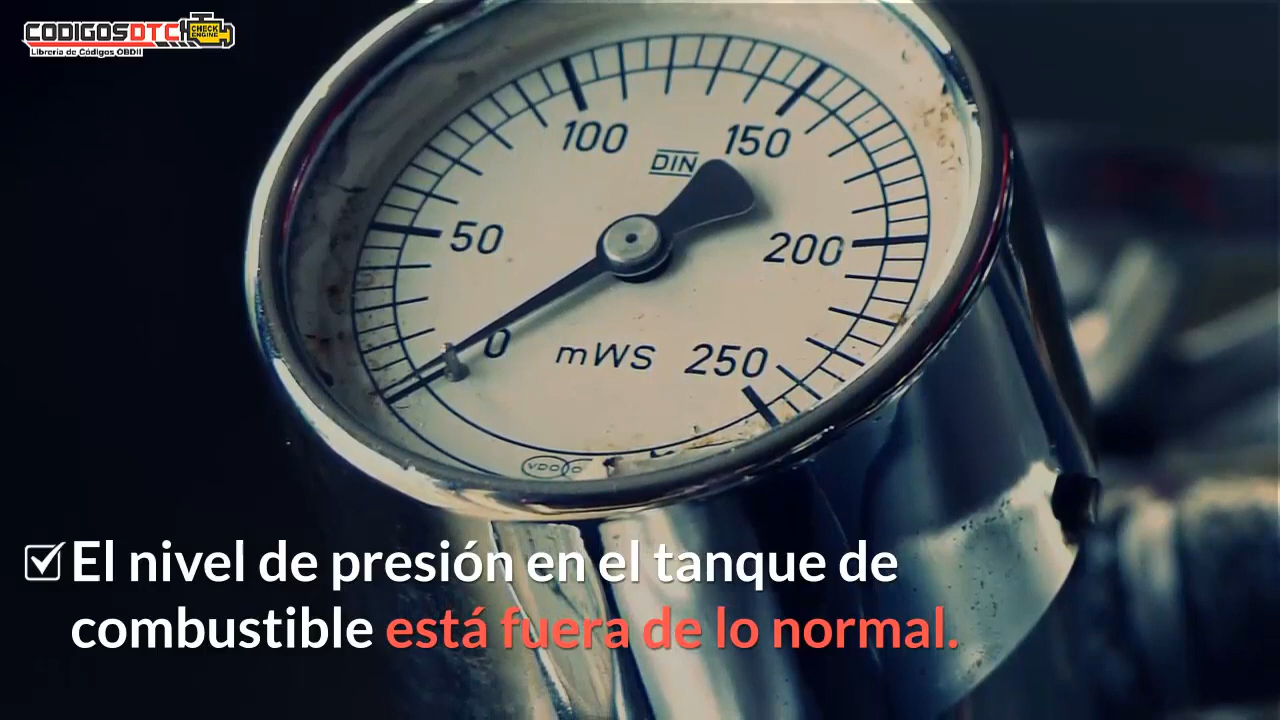 CODIGOSDTC
CHECK
ENGINE
Librería de Códigos OBDII
100
150
DIN
50
200
0
mWS
250
VDO
El nivel de presión en el tanque de
combustible está fuera de lo normal.